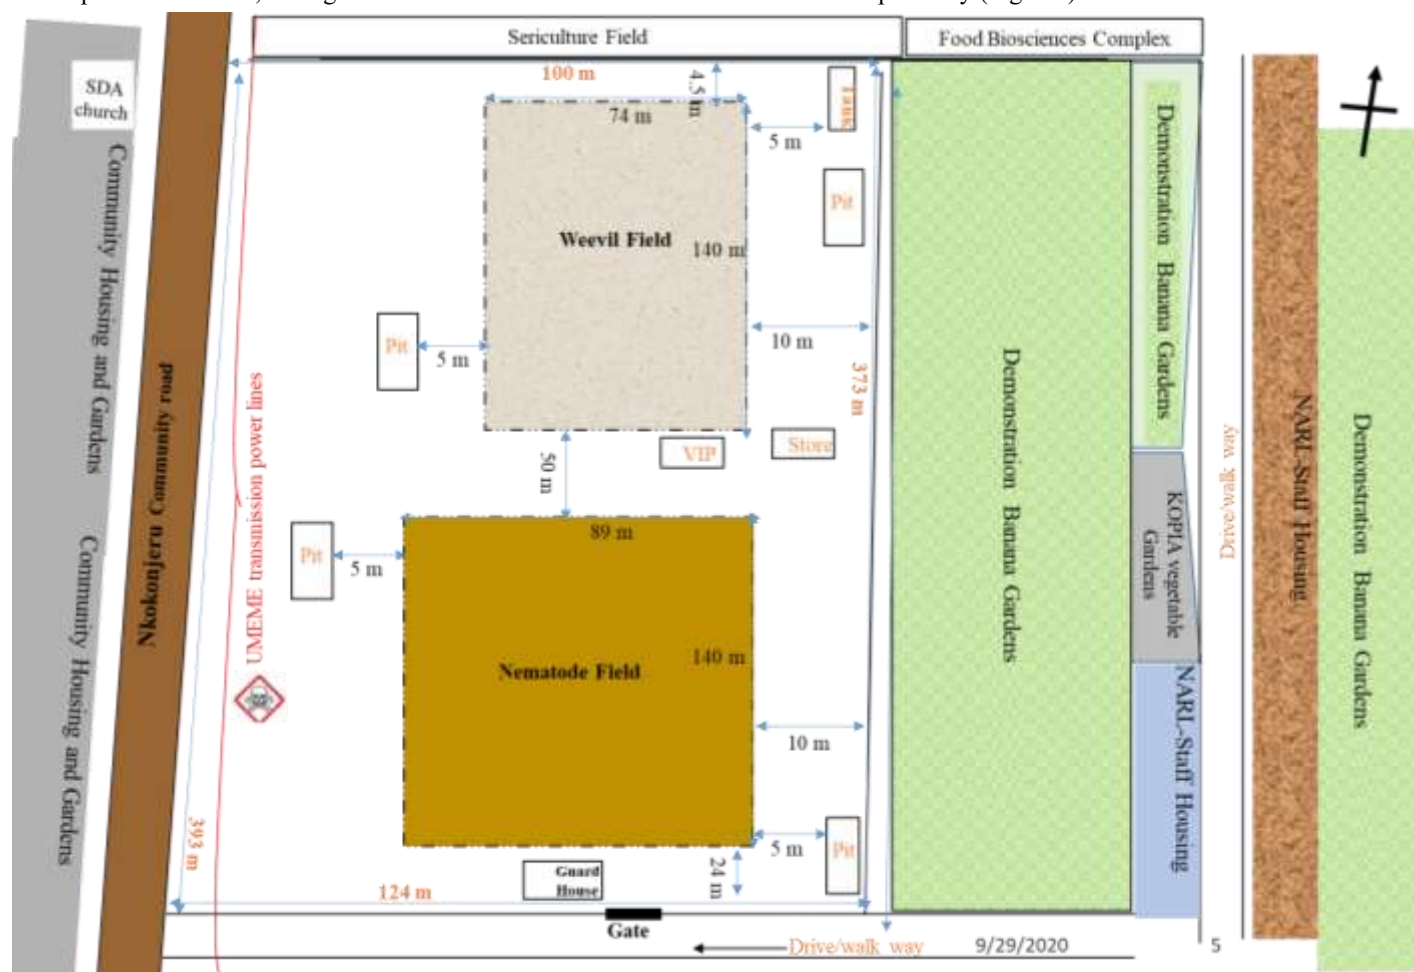 Sericulture Field
Food Biosciences Complex
SDA
church
100 m
4.5 m
Tank
74 m
5 m
Pit
Weevil Field
140 m
Community Housing and Gardens
Nkokonjeru Community road
UMEME transmission power lines
Pit
5 m
10 m
373 m
VIP
Store
50 m
89 m
Pit
5 m
Nematode Field
140 m
10 m
Community Housing and Gardens
393 m
124 m
Guard
House
24 m
5 m
Pit
Gate
Demonstration Banana Gardens
Demonstration Banana Gardens
KOPIA vegetable
Gardens
NARL-Staff Housing
Drive/walk way
NARL-Staff Housing
Demonstration Banana Gardens
Drive/walk way
9/29/2020
5